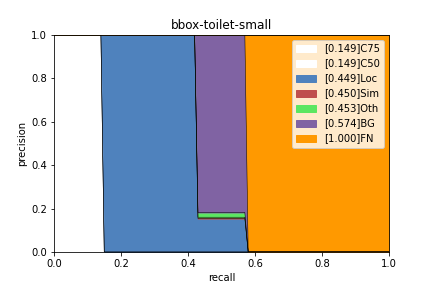 bbox-toilet-small
1.0
0.8
0.6
0.4
0.2
0.0
precision
[0.149]C75
[0.149]C50
[0.449]Loc
[0.450]Sim
[0.453]Oth
[0.574]BG
[1.000]FN
0.0 0.2 0.4 0.6 0.8 1.0
recall